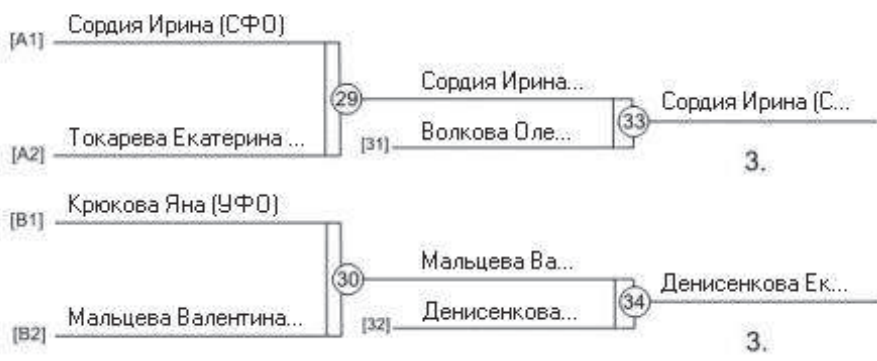 [A1] Сордия Ирина (СФО)
29
Сордия Ирина...
33
Сордия Ирина (С...
[A2] Токарева Екатерина ...
[31] Волкова Оле...
3.
[B1] Крюкова Яна (УФО)
30
Мальцева Ва...
34
Денисенкова Ек...
[B2] Мальцева Валентина...
[32] Денисенкова...
3.